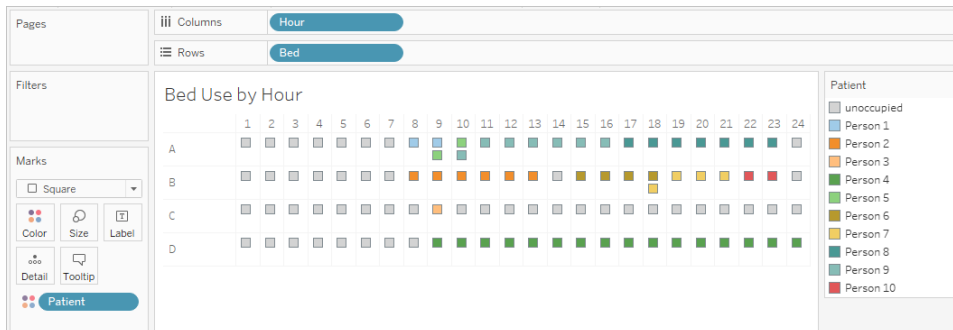 Pages
Columns
Hour
Rows
Bed
Filters
Bed Use by Hour
1 2 3 4 5 6 7 8 9 10 11 12 13 14 15 16 17 18 19 20 21 22 23 24
A
B
C
D
Marks
Square
Color Size Label
Detail Tooltip
Patient
Patient
unoccupied
Person 1
Person 2
Person 3
Person 4
Person 5
Person 6
Person 7
Person 8
Person 9
Person 10